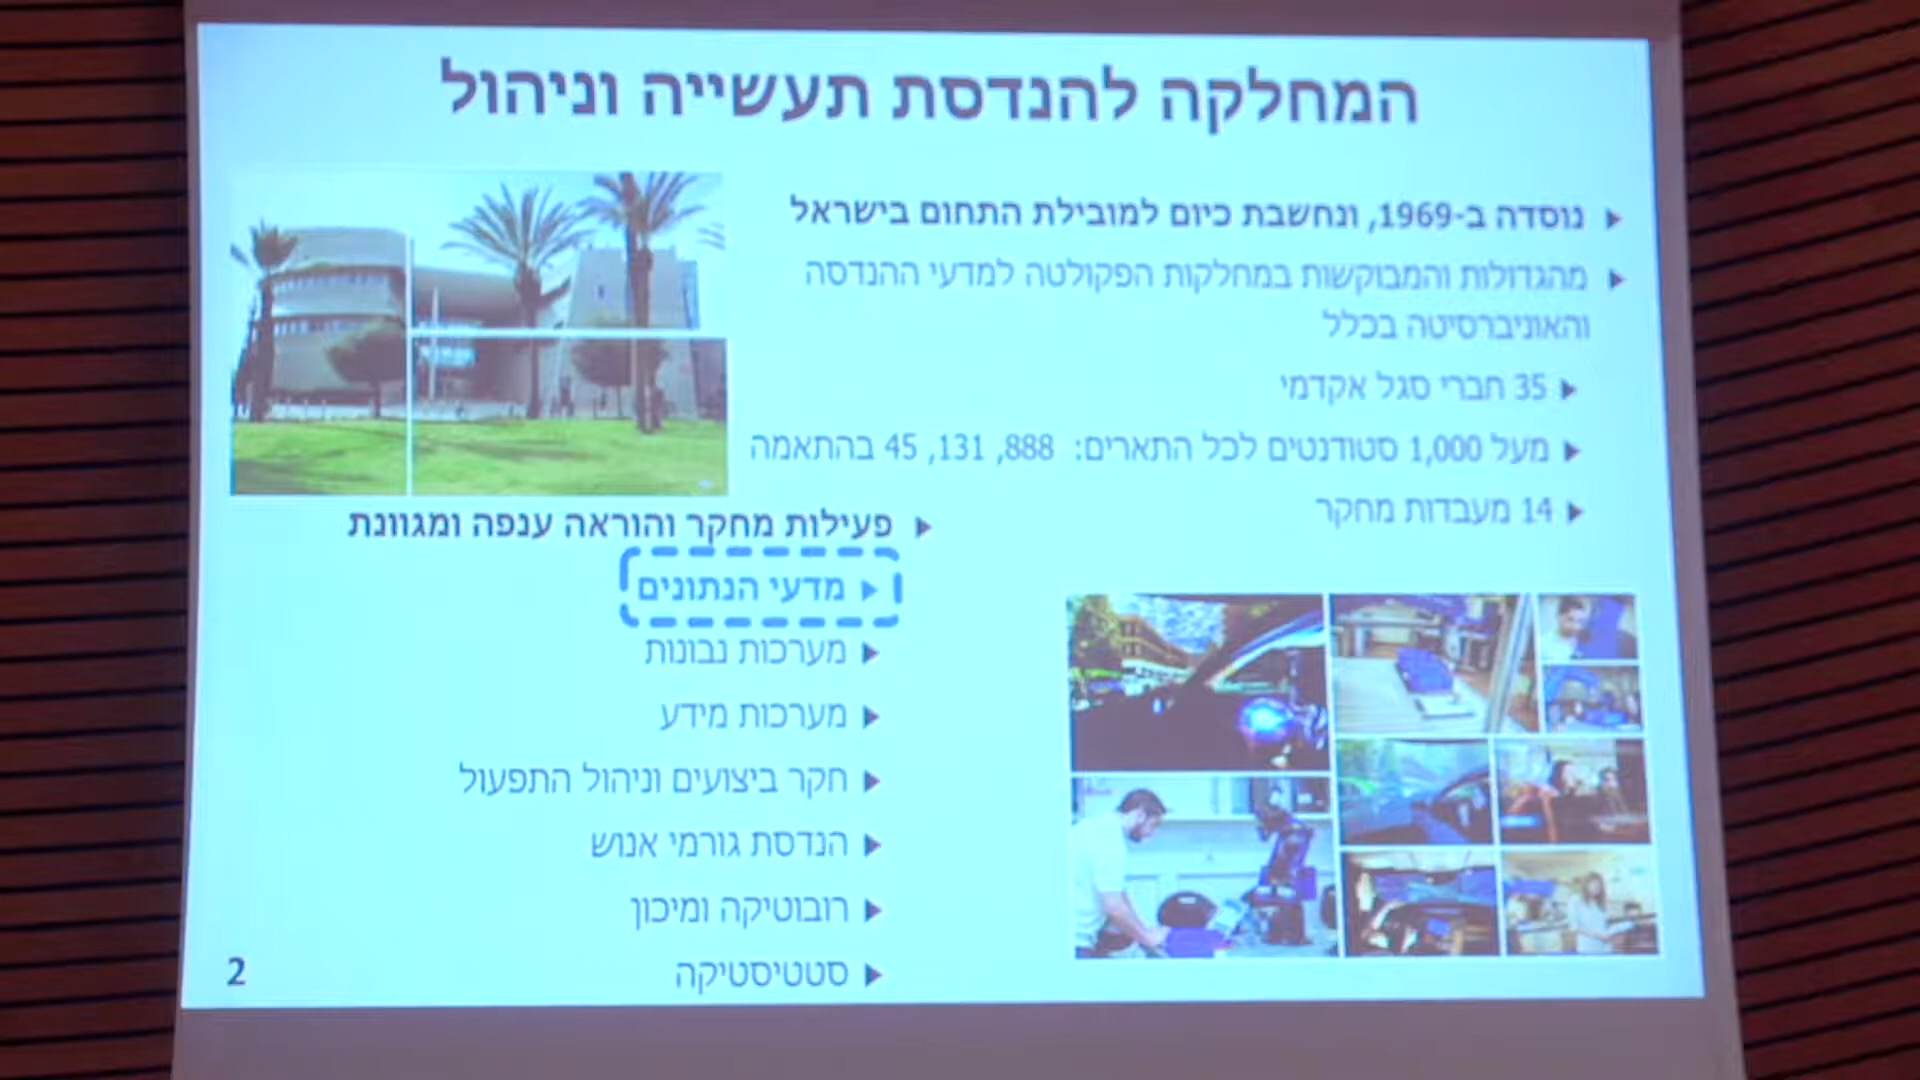 המחלקה להנדסת תעשייה וניהול
נוסדה ב-1969, ונחשבת כיום למובילת התחום בישראל
מהגדולות והמבוקשות במחלקות הפקולטה למדעי ההנדסה
והאוניברסיטה בכלל
35 חברי סגל אקדמי
מעל 1,000 סטודנטים לכל התארים: 888, 131, 45 בהתאמה
14 מעבדות מחקר
פעילות מחקר והוראה ענפה ומגוונת
מדעי הנתונים
מערכות נבונות
מערכות מידע
חקר ביצועים וניהול התפעול
הנדסת גורמי אנוש
רובוטיקה ומיכון
סטטיסטיקה
2